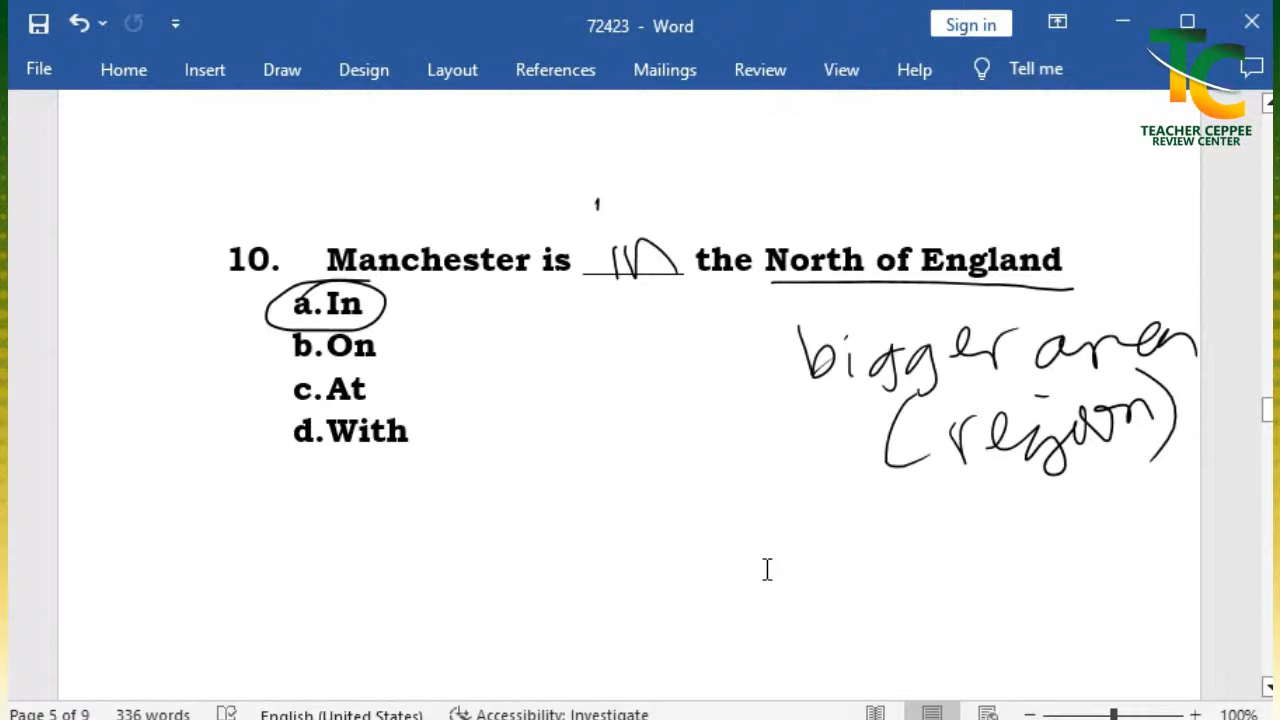 72423 - Word
Sign in
File Home Insert Draw Design Layout References Mailings Review View Help Tell me
TC
TEACHER CEPPEE
REVIEW CENTER
10. Manchester is in the North of England
a. In
b. On
c. At
d. With
bigger area
(region)
Page 5 of 9 336 words English (United States) Accessibility: Investigate 100%